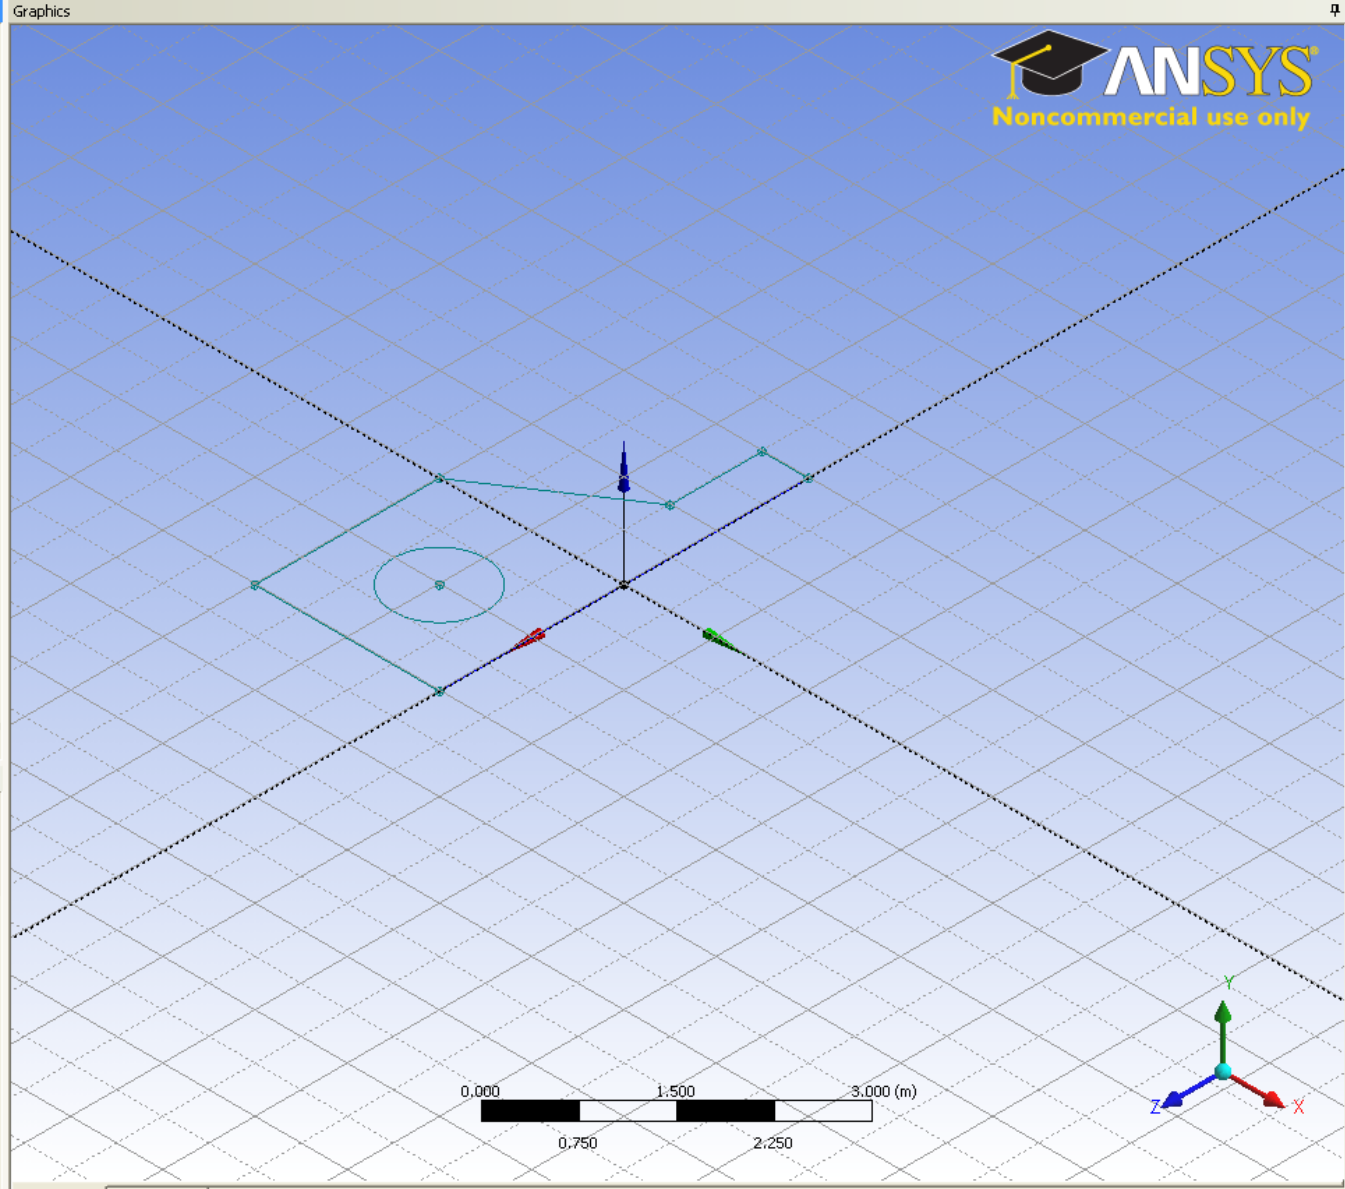 Graphics
ANSYS®
Noncommercial use only
Y
Z
X
0.000 1.500 3.000 (m)
0.750 2.250